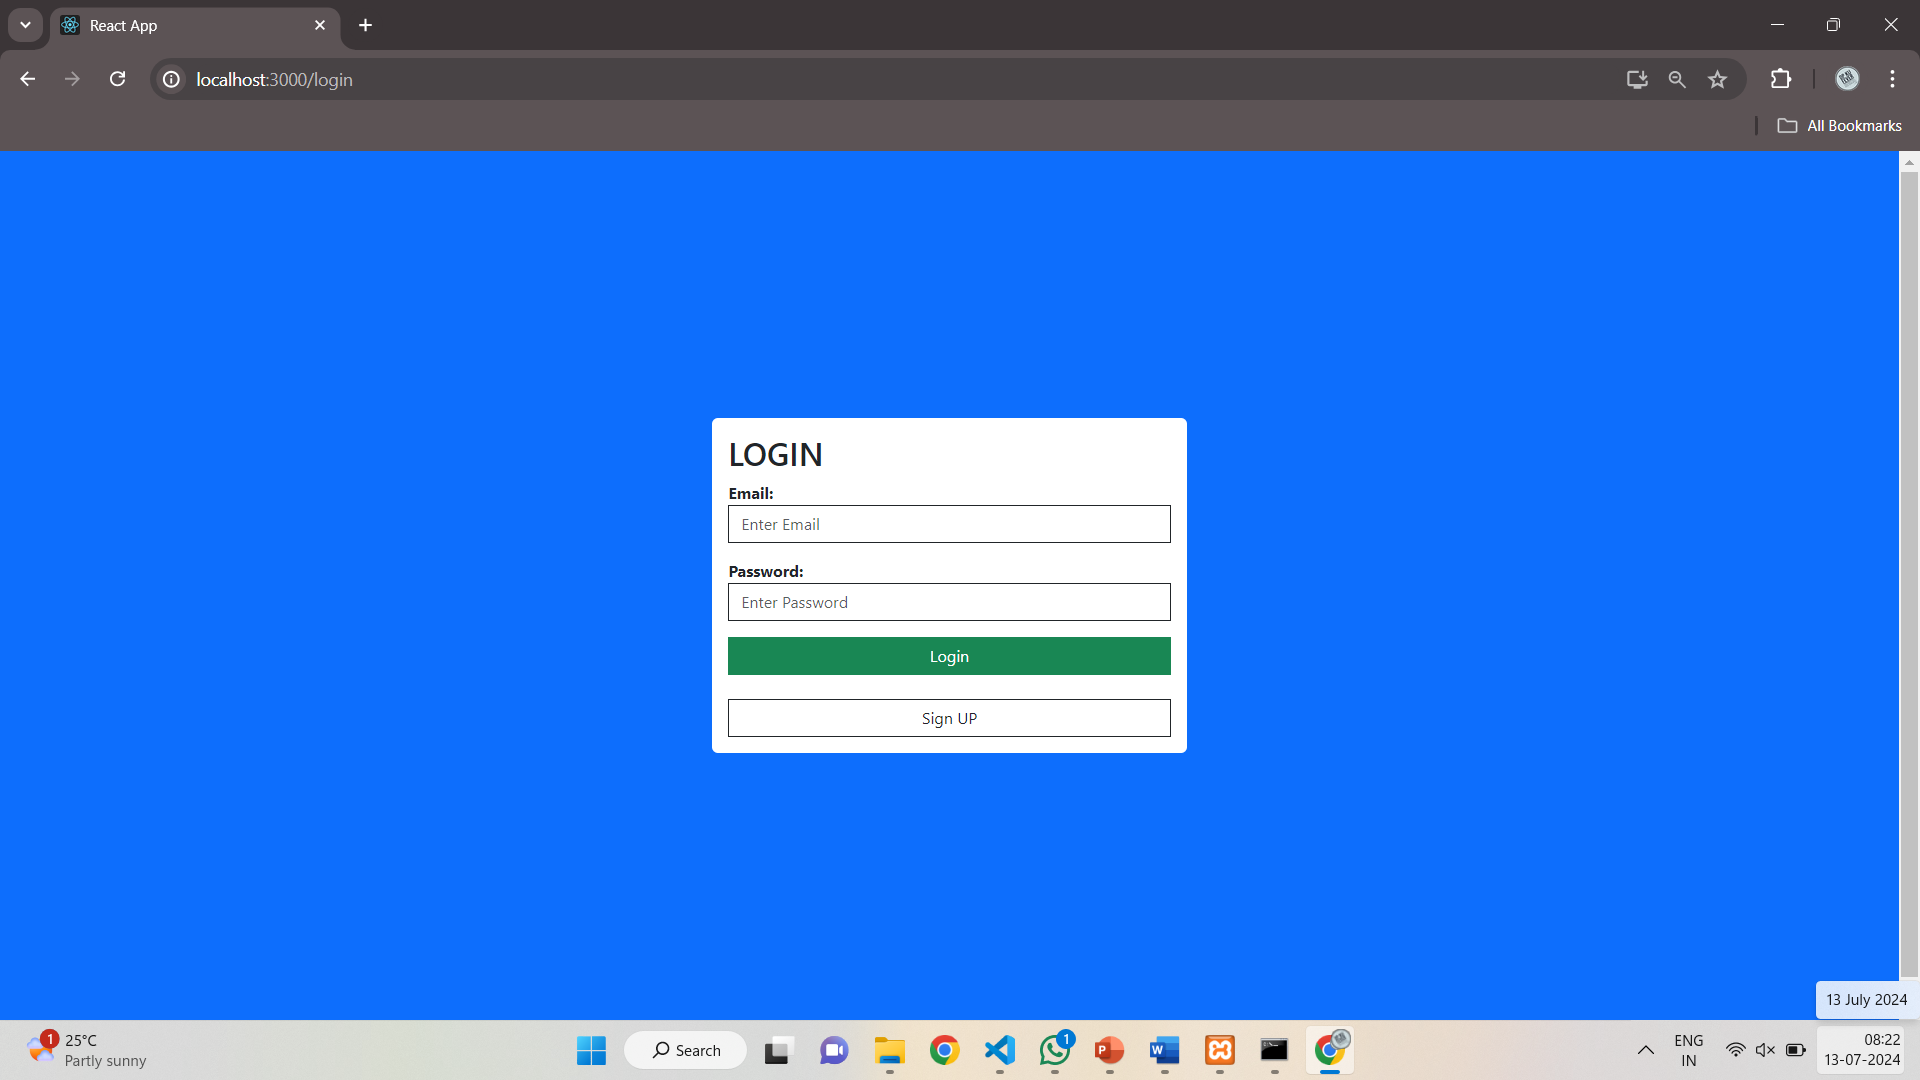 React App
localhost:3000/login
All Bookmarks
LOGIN
Email:
Enter Email
Password:
Enter Password
Login
Sign UP
13 July 2024
1
25°C
Partly sunny
Search
1
P
W
ENG
IN
08:22
13-07-2024